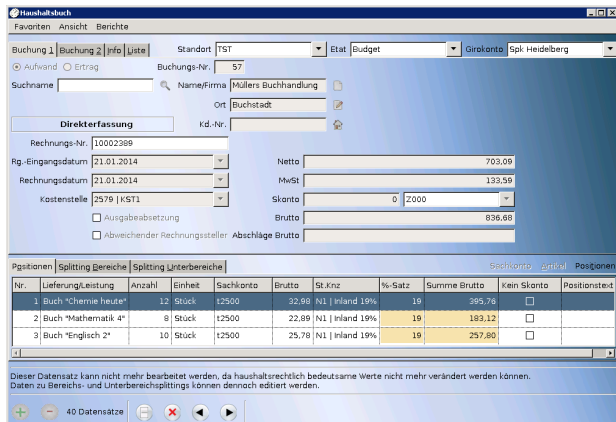 Haushaltsbuch
Favoriten Ansicht Berichte
Buchung 1 Buchung 2 Info Liste Standort TST Etat Budget Girokonto Spk Heidelberg
Aufwand Ertrag Buchungs-Nr. 57
Suchname Name/Firma Müllers Buchhandlung
Ort Buchstadt
Direkterfassung Kd.-Nr.
Rechnungs-Nr. 10002389
Rg.-Eingangsdatum 21.01.2014 Netto 703,09
Rechnungsdatum 21.01.2014 MwSt 133,59
Kostenstelle 2579 | KST1 Skonto 0 Z000
Ausgabeabsetzung Brutto 836,68
Abweichender Rechnungssteller Abschläge Brutto
Positionen Splitting Bereiche Splitting Unterbereiche Sachkonto Artikel Positionen
Nr. Lieferung/Leistung Anzahl Einheit Sachkonto Brutto St.Knz %-Satz Summe Brutto Kein Skonto Positionstext
1 Buch "Chemie heute" 12 Stück t2500 32,98 N1 | Inland 19% 19 395,76
2 Buch "Mathematik 4" 8 Stück t2500 22,89 N1 | Inland 19% 19 183,12
3 Buch "Englisch 2" 10 Stück t2500 25,78 N1 | Inland 19% 19 257,80
Dieser Datensatz kann nicht mehr bearbeitet werden, da haushaltsrechtlich bedeutsame Werte nicht mehr verändert werden können.
Daten zu Bereichs- und Unterbereichsplittings können dennoch editiert werden.
40 Datensätze